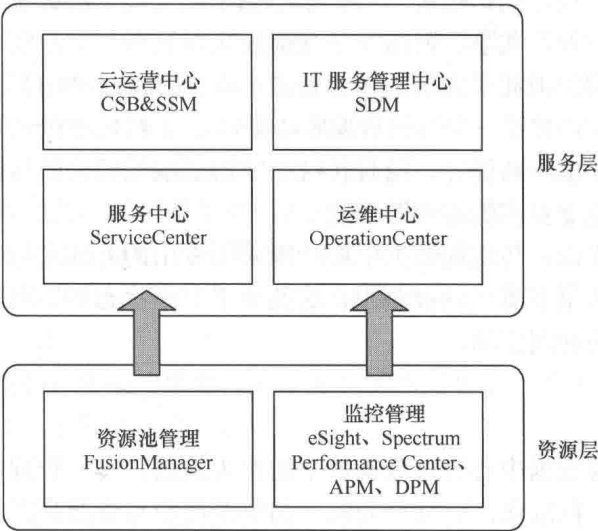 云运营中心
CSB&SSM
IT 服务管理中心
SDM
服务层
服务中心
ServiceCenter
运维中心
OperationCenter
资源池管理
FusionManager
监控管理
eSight、Spectrum
Performance Center、
APM、DPM
资源层